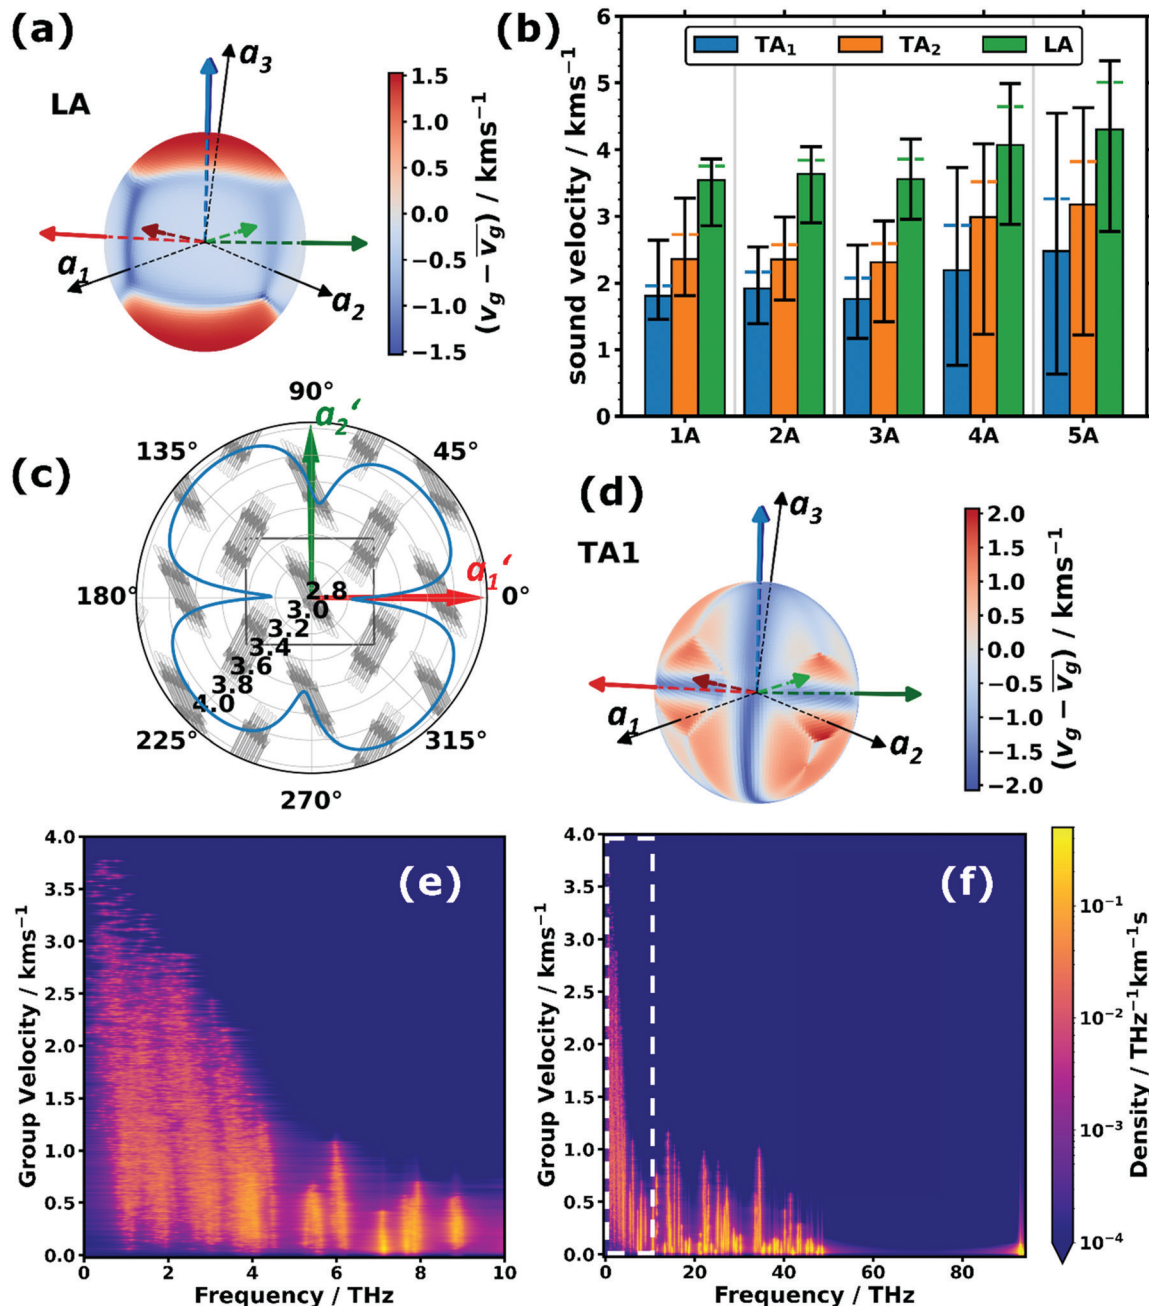 (a)
LA
a₃
a₁
a₂
1.5
1.0
0.5
0.0
−0.5
−1.0
−1.5
(v_g − v̅_g) / kms⁻¹
(b)
sound velocity / kms⁻¹
6
5
4
3
2
1
0
TA₁ TA₂ LA
1A 2A 3A 4A 5A
(c)
90°
a₂‘
135° 45°
a₁‘
180° 0°
2.8
3.0
3.2
3.4
3.6
3.8
4.0
225° 315°
270°
(d)
TA1
a₃
a₁
a₂
2.0
1.5
1.0
0.5
0.0
−0.5
−1.0
−1.5
−2.0
(v_g − v̅_g) / kms⁻¹
(e)
Group Velocity / kms⁻¹
4.0
3.5
3.0
2.5
2.0
1.5
1.0
0.5
0.0
0 2 4 6 8 10
Frequency / THz
(f)
Group Velocity / kms⁻¹
4.0
3.5
3.0
2.5
2.0
1.5
1.0
0.5
0.0
0 20 40 60 80
Frequency / THz
10⁻¹
10⁻²
10⁻³
10⁻⁴
Density / THz⁻¹km⁻¹s